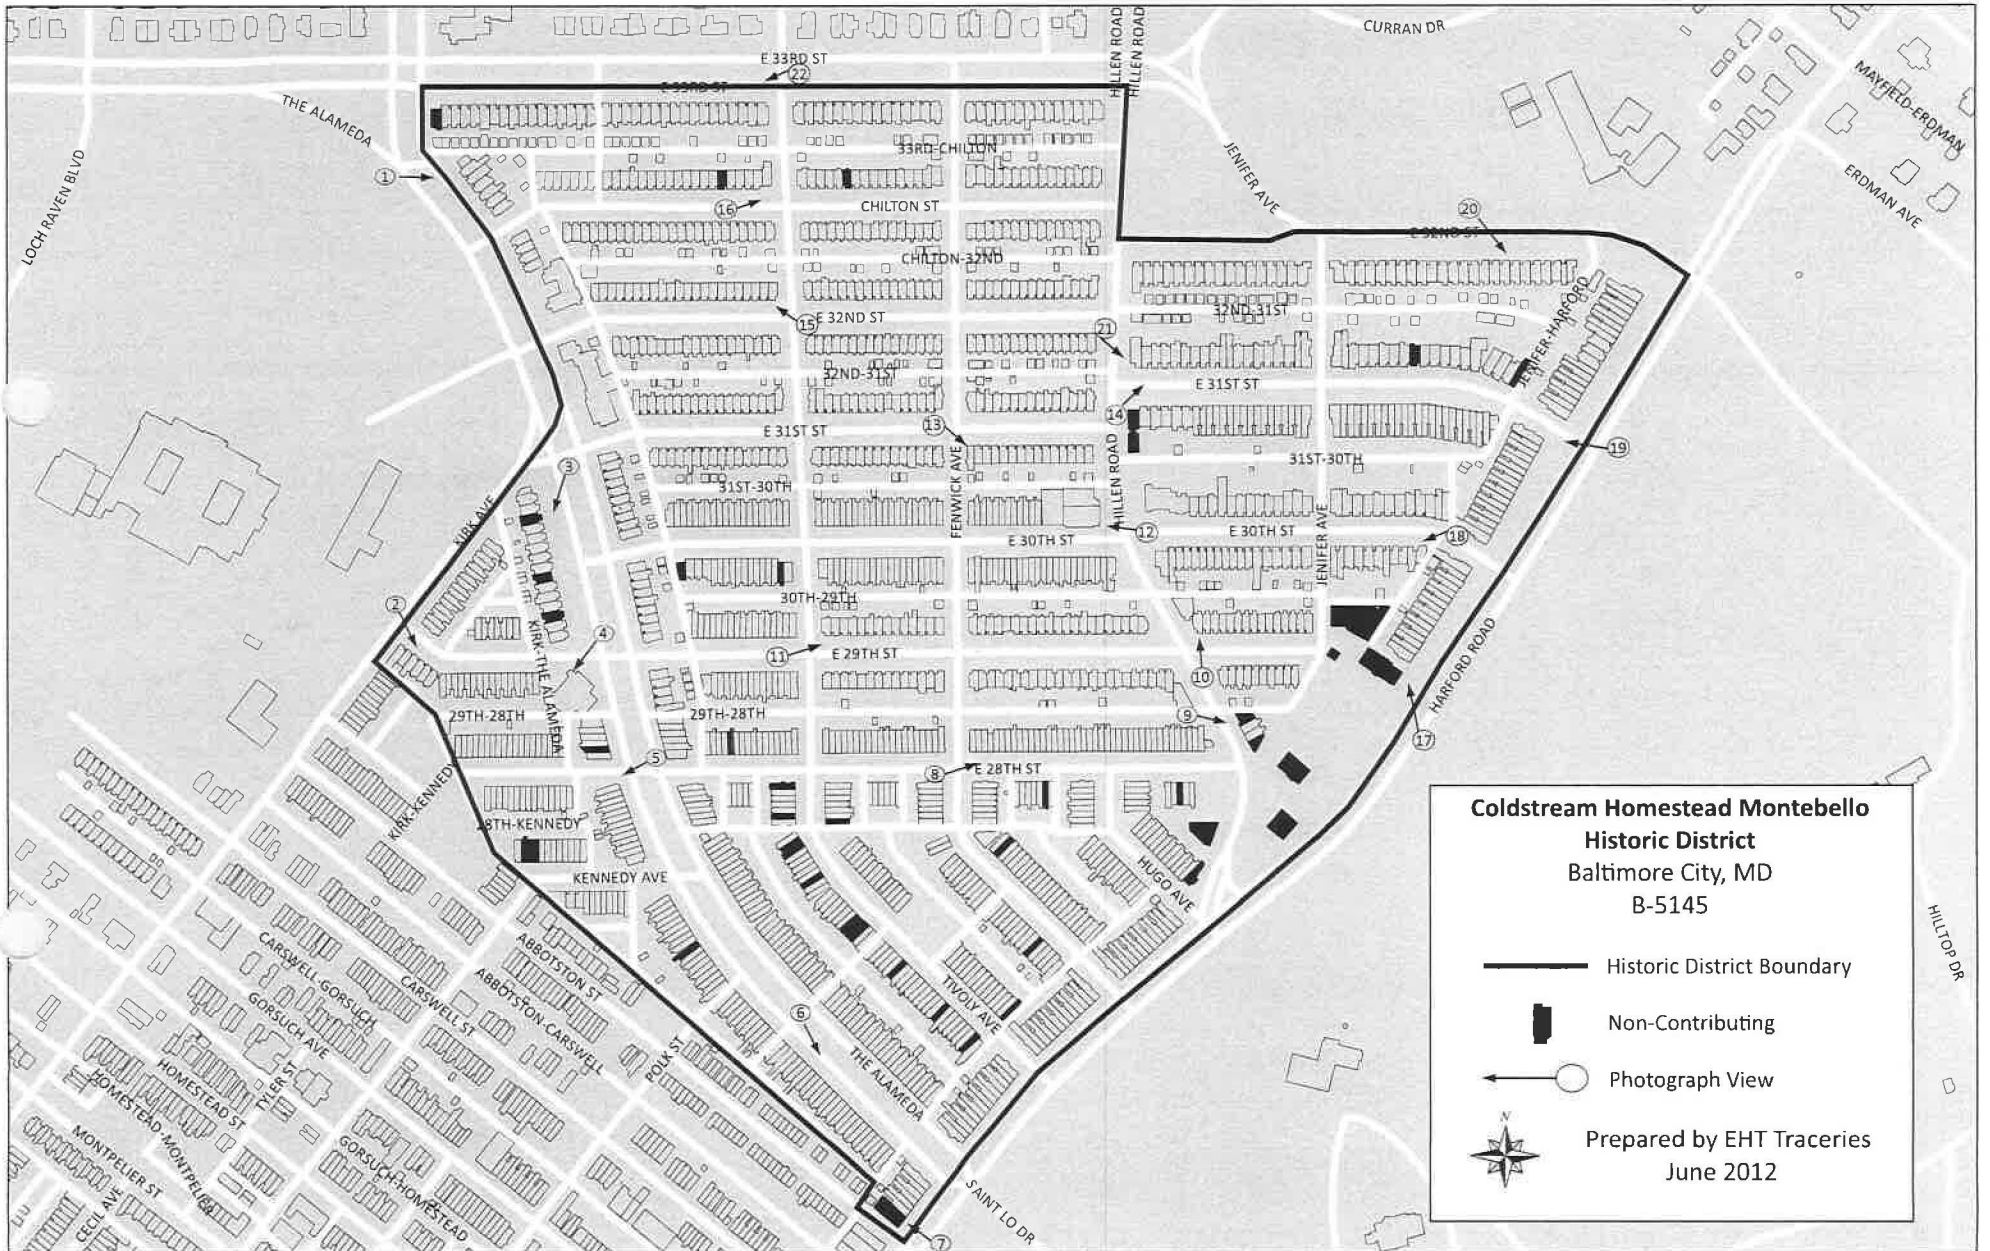 CURRAN DR
HILLEN ROAD
HILLEN ROAD
E 33RD ST
22
E 33RD ST
THE ALAMEDA
MAYFIELD-ERDMAN
33RD-CHILTON
JENIFER AVE
1
LOCH RAVEN BLVD
ERDMAN AVE
16
CHILTON ST
20
E 32ND ST
CHILTON-32ND
JENIFER-HARFORD
15
E 32ND ST
32ND-31ST
21
32ND-31ST
E 31ST ST
14
13
E 31ST ST
19
3
FENWICK AVE
HILLEN ROAD
31ST-30TH
31ST-30TH
KIRK AVE
12
E 30TH ST
E 30TH ST
18
JENIFER AVE
30TH-29TH
2
KIRK-THE ALAMEDA
4
11
E 29TH ST
10
HARFORD ROAD
29TH-28TH
29TH-28TH
9
17
5
8
E 28TH ST
KIRK-KENNEDY
28TH-KENNEDY
KENNEDY AVE
HUGO AVE
Coldstream Homestead Montebello
Historic District
Baltimore City, MD
B-5145
Historic District Boundary
Non-Contributing
Photograph View
N
Prepared by EHT Traceries
June 2012
HILLTOP DR
ABBOTSTON ST
CARSWELL-GORSUCH
CARSWELL ST
ABBOTSTON-CARSWELL
GORSUCH AVE
TIVOLY AVE
6
THE ALAMEDA
POLK ST
TYLER ST
HOMESTEAD ST
HOMESTEAD-MONTPELIER
MONTPELIER ST
GORSUCH-HOMESTEAD
CECIL AVE
SAINT LO DR
7